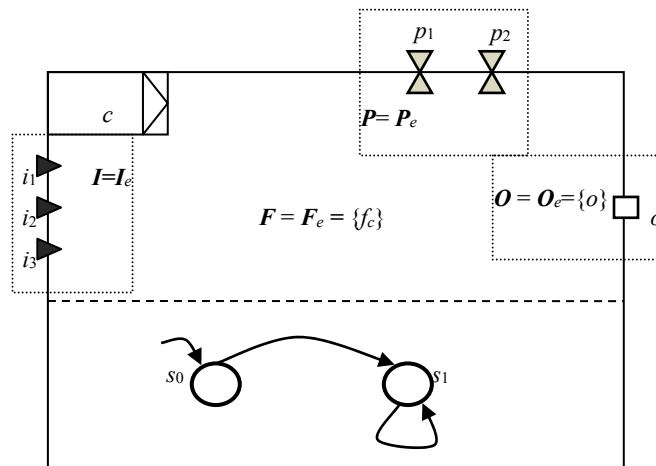 p1 p2
c
P= Pe
i1
I=Ie
i2
i3
F = Fe = {fc}
O = Oe={o}
o
s0
s1